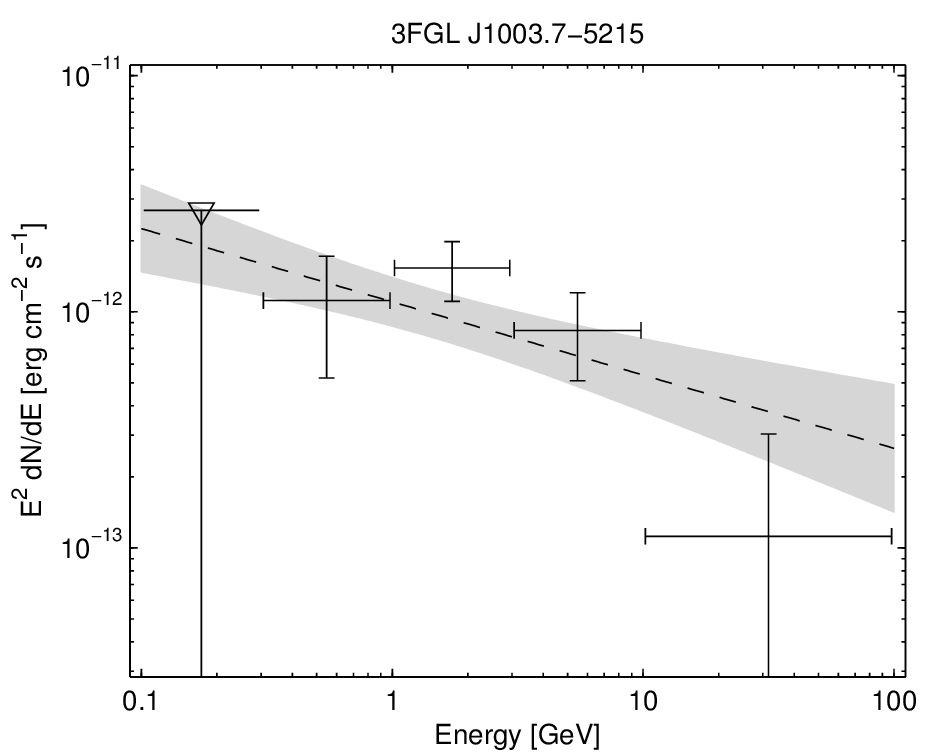 3FGL J1003.7−5215
10⁻¹¹
10⁻¹²
10⁻¹³
E² dN/dE [erg cm⁻² s⁻¹]
0.1 1 10 100
Energy [GeV]